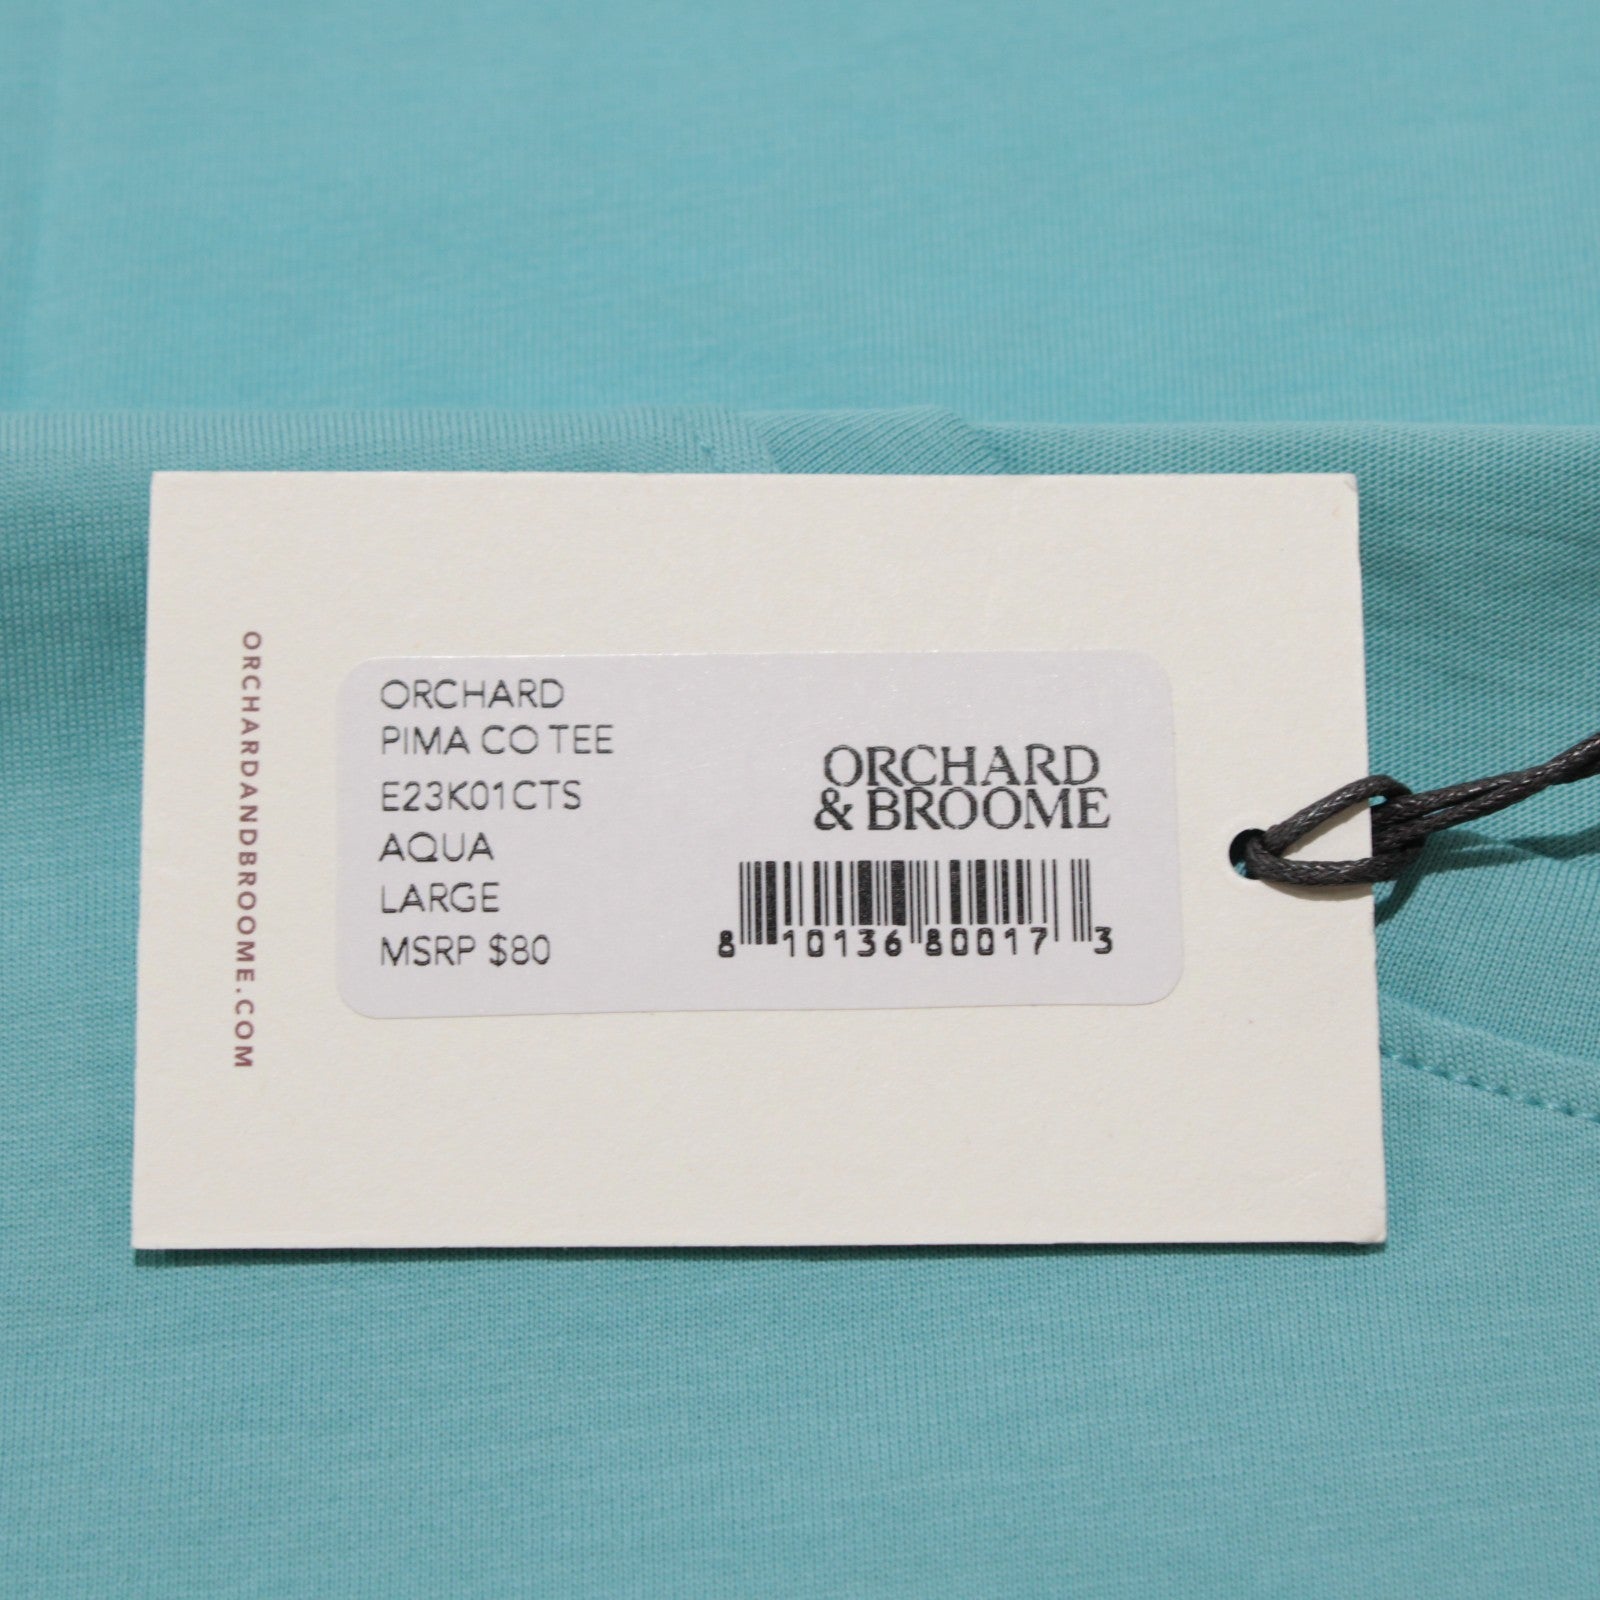 ORCHARDANDBROOME.COM
ORCHARD
PIMA CO TEE
E23K01CTS
AQUA
LARGE
MSRP $80
ORCHARD
& BROOME
8 10136 80017 3